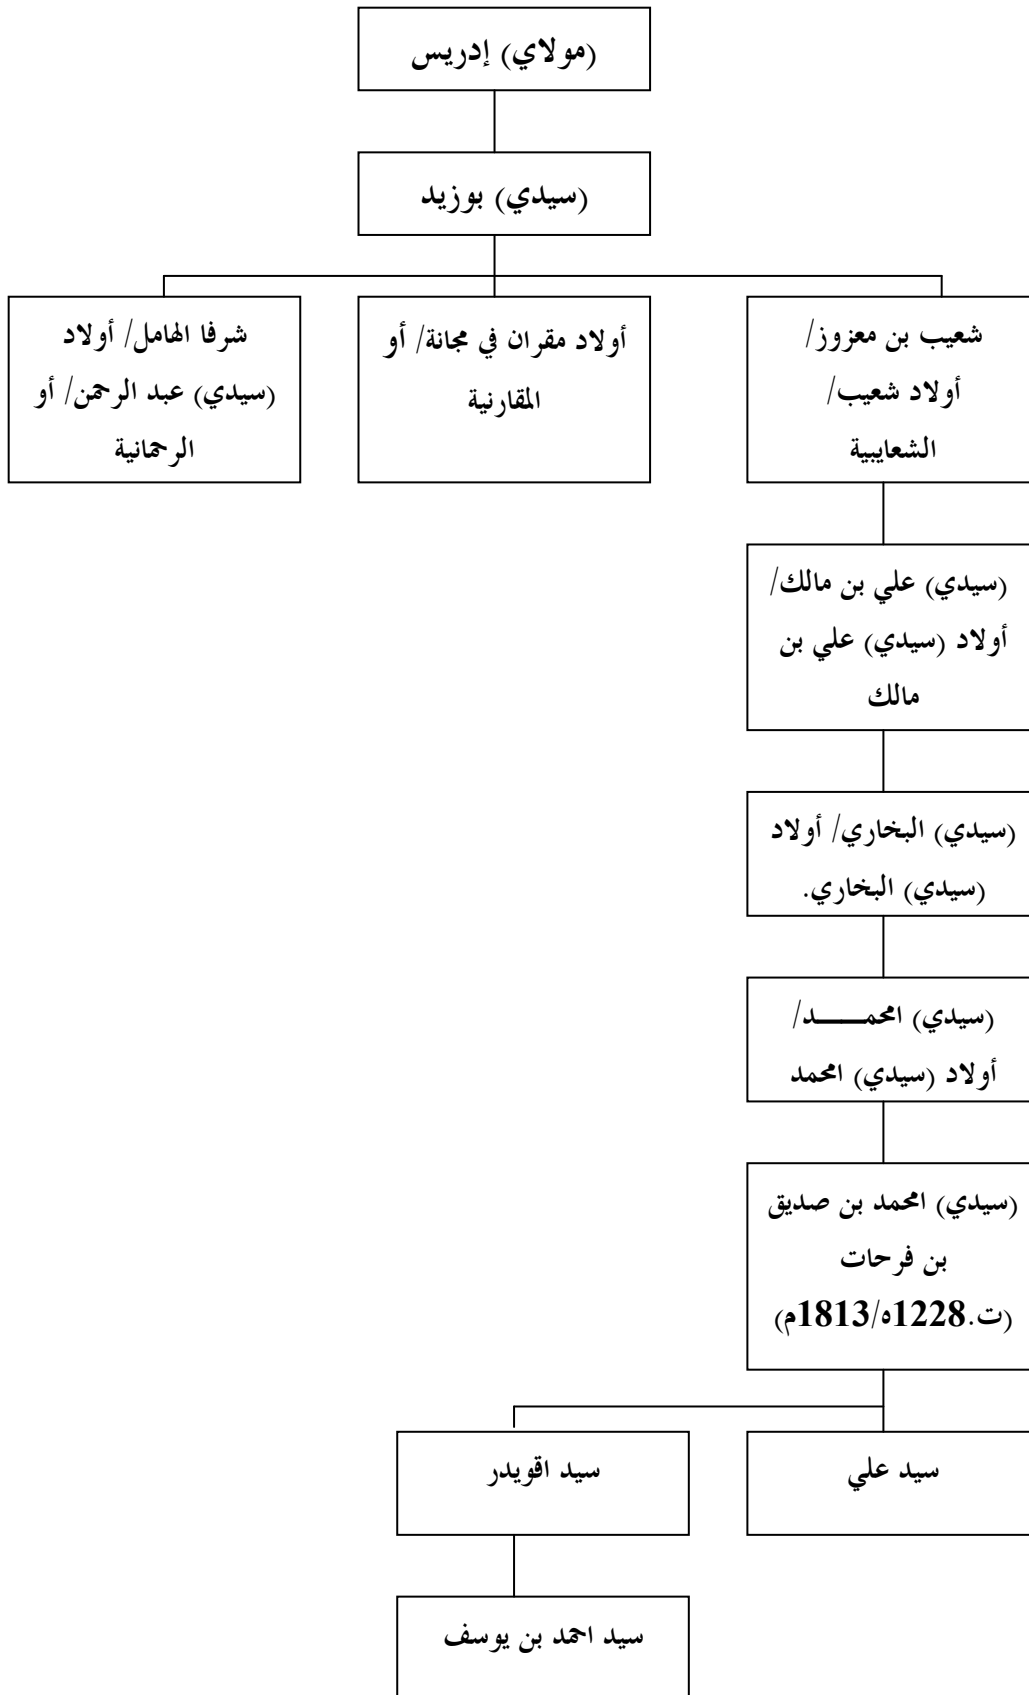 (مولاي) إدريس
(سيدي) بوزيد
شعيب بن معزوز/
أولاد شعيب/
الشعايبية
أولاد مقران في مجانة/ أو
المقارنية
شرفا الهامل/ أولاد
(سيدي) عبد الرحمن/ أو
الرحمانية
(سيدي) علي بن مالك/
أولاد (سيدي) علي بن
مالك
(سيدي) البخاري/ أولاد
(سيدي) البخاري.
(سيدي) امحمـــــد/
أولاد (سيدي) امحمد
(سيدي) امحمد بن صديق
بن فرحات
(ت.1228ه/1813م)
سيد علي
سيد اقويدر
سيد احمد بن يوسف